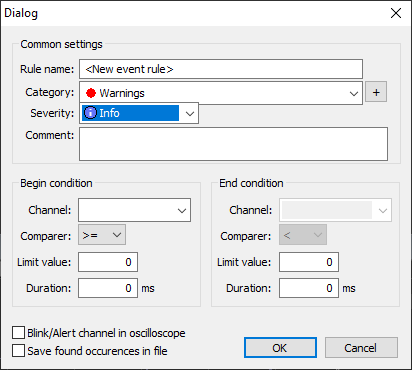 Dialog
Common settings
Rule name: <New event rule>
Category: Warnings +
Severity: Info
Comment:
Begin condition
Channel:
Comparer: >=
Limit value: 0
Duration: 0 ms
End condition
Channel:
Comparer: <
Limit value: 0
Duration: 0 ms
Blink/Alert channel in oscilloscope
Save found occurences in file
OK Cancel